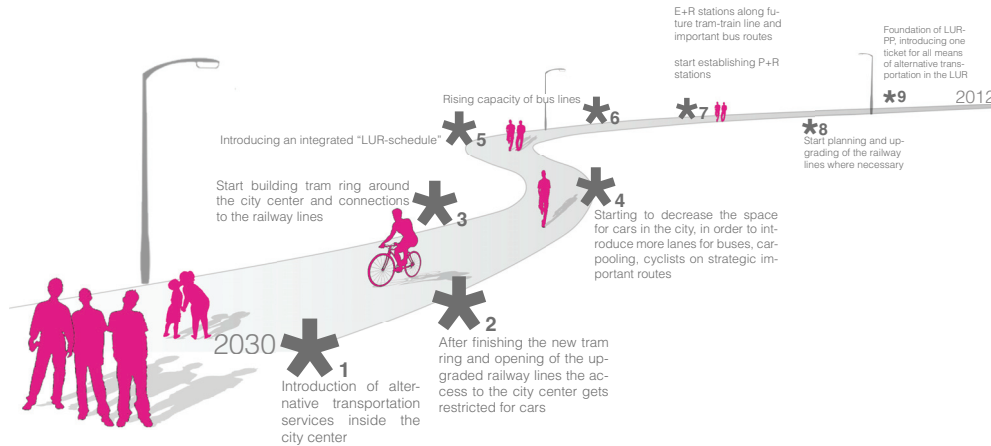 E+R stations along fu-
ture tram-train line and
important bus routes
start establishing P+R
stations
Foundation of LUR-
PP, introducing one
ticket for all means
of alternative trans-
portation in the LUR
*9
2012
Rising capacity of bus lines
*6
*7
*8
Start planning and up-
grading of the railway
lines where necessary
Introducing an integrated “LUR-schedule”
*5
Start building tram ring around
the city center and connections
to the railway lines
*3
*4
Starting to decrease the space
for cars in the city, in order to in-
troduce more lanes for buses, car-
pooling, cyclists on strategic im-
portant routes
2030
*1
Introduction of alter-
native transportation
services inside the
city center
*2
After finishing the new tram
ring and opening of the up-
graded railway lines the ac-
cess to the city center gets
restricted for cars